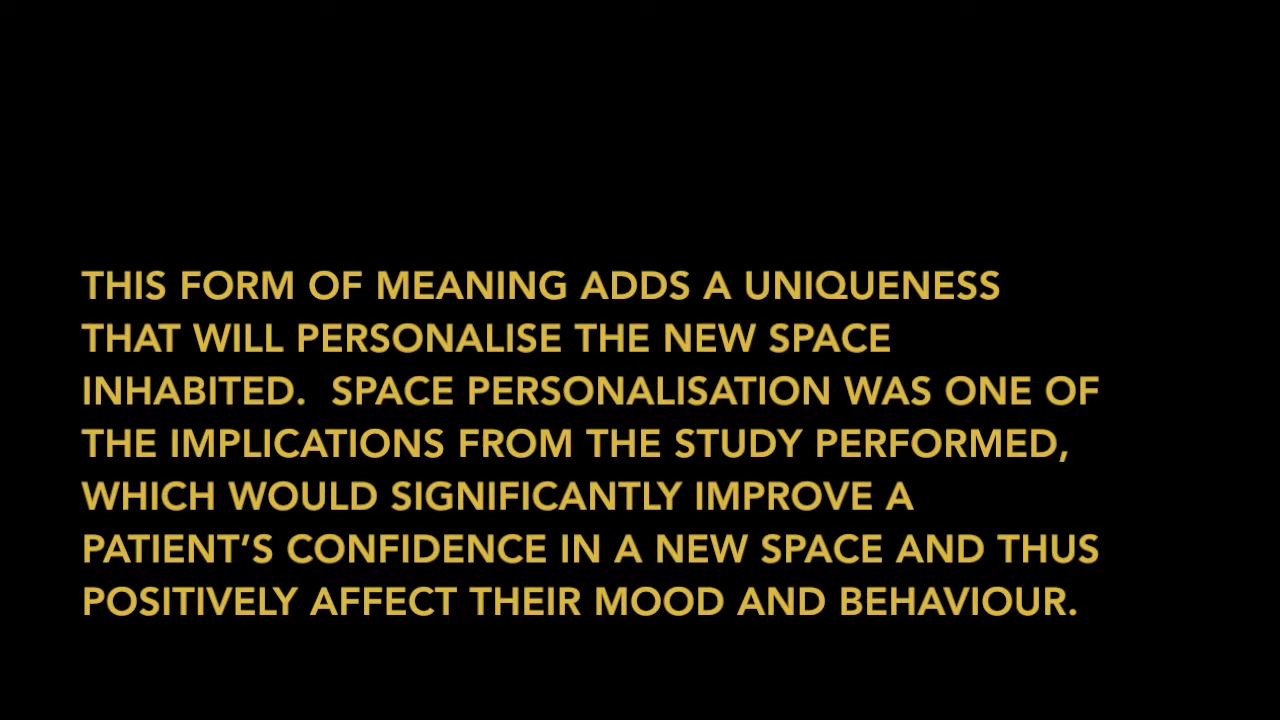 THIS FORM OF MEANING ADDS A UNIQUENESS
THAT WILL PERSONALISE THE NEW SPACE
INHABITED.  SPACE PERSONALISATION WAS ONE OF
THE IMPLICATIONS FROM THE STUDY PERFORMED,
WHICH WOULD SIGNIFICANTLY IMPROVE A
PATIENT’S CONFIDENCE IN A NEW SPACE AND THUS
POSITIVELY AFFECT THEIR MOOD AND BEHAVIOUR.